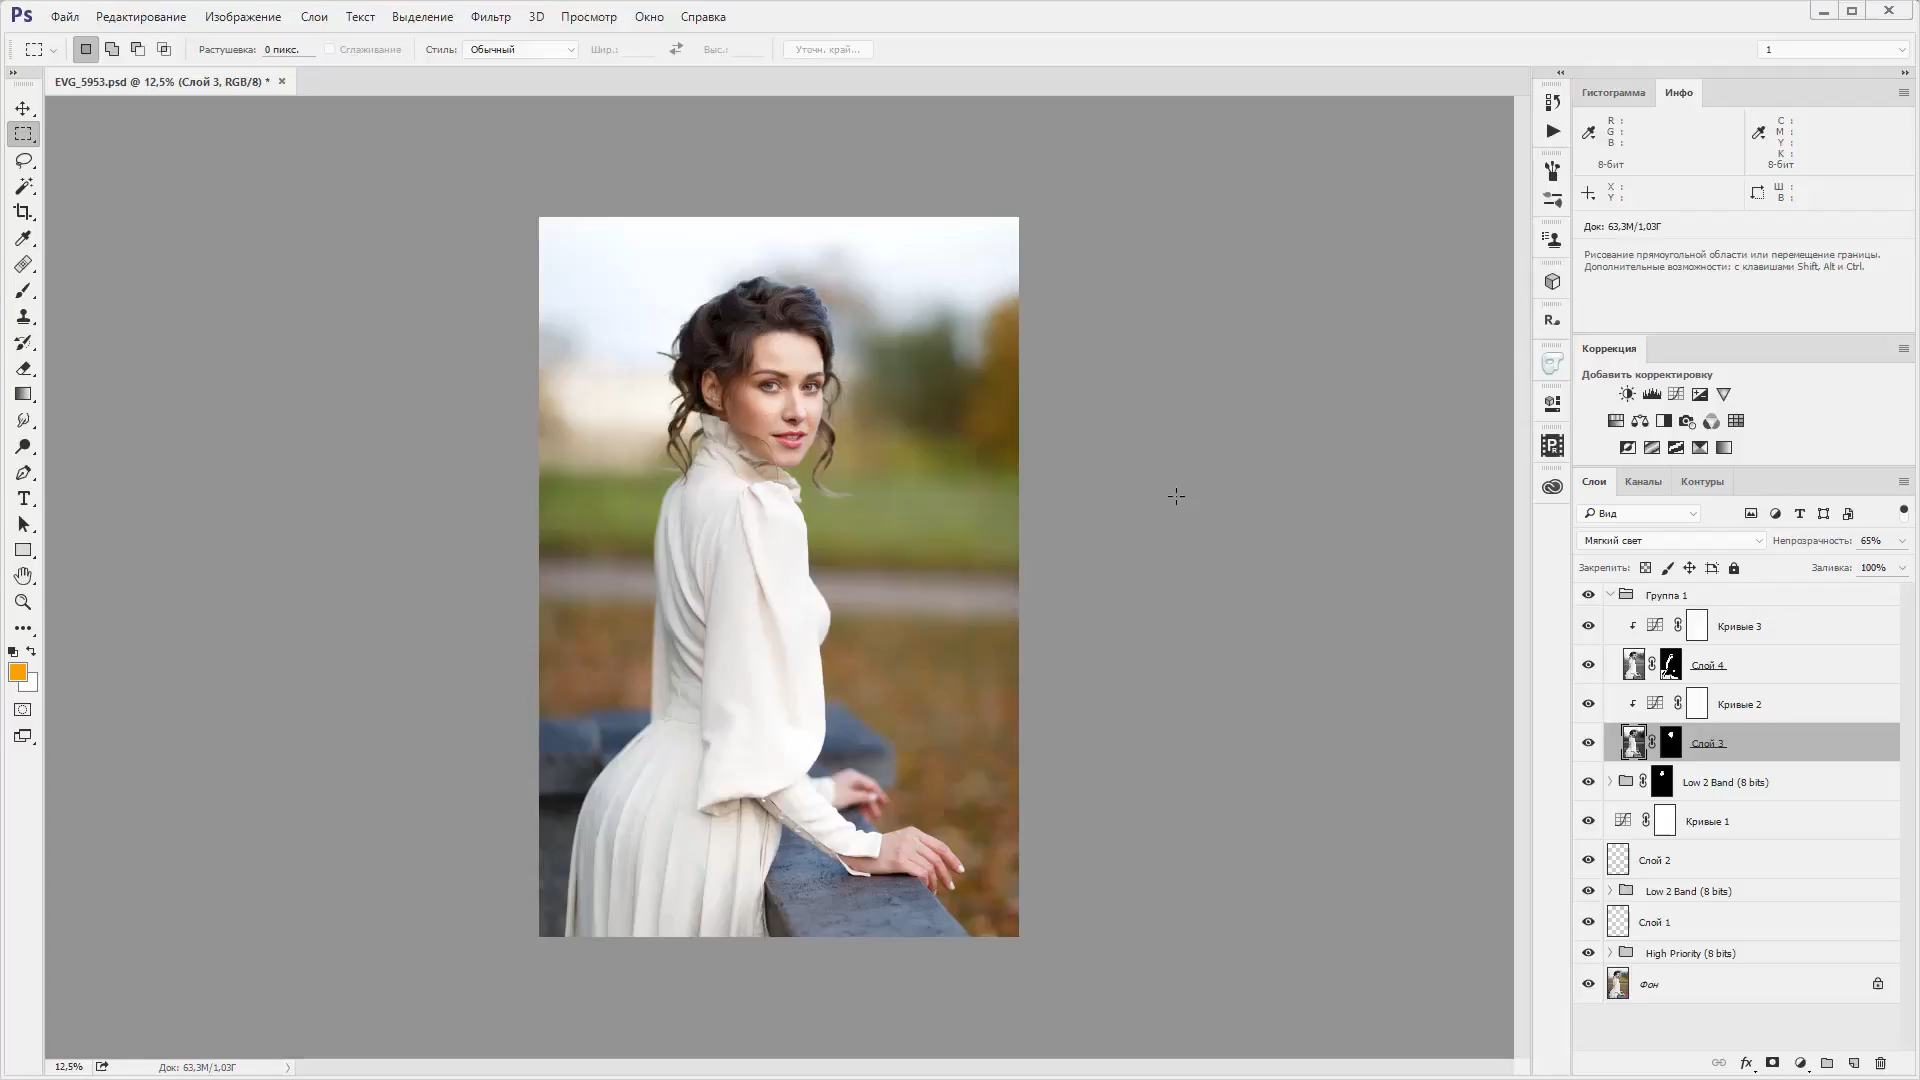 Ps Файл Редактирование Изображение Слои Текст Выделение Фильтр 3D Просмотр Окно Справка
Растушевка: 0 пикс. Сглаживание Стиль: Обычный Шир.: Выс.: Уточн. край... 1
EVG_5953.psd @ 12,5% (Слой 3, RGB/8) *
Гистограмма Инфо
R : C :
G : M :
B : Y :
K :
8-бит 8-бит
X : Ш :
Y : В :
Док: 63,3M/1,03Г
Рисование прямоугольной области или перемещение границы.
Дополнительные возможности: с клавишами Shift, Alt и Ctrl.
Коррекция
Добавить корректировку
Слои Каналы Контуры
Вид
Мягкий свет Непрозрачность: 65%
Закрепить: Заливка: 100%
Группа 1
Кривые 3
Слой 4
Кривые 2
Слой 3
Low 2 Band (8 bits)
Кривые 1
Слой 2
Low 2 Band (8 bits)
Слой 1
High Priority (8 bits)
Фон
12,5% Док: 63,3M/1,03Г
fx